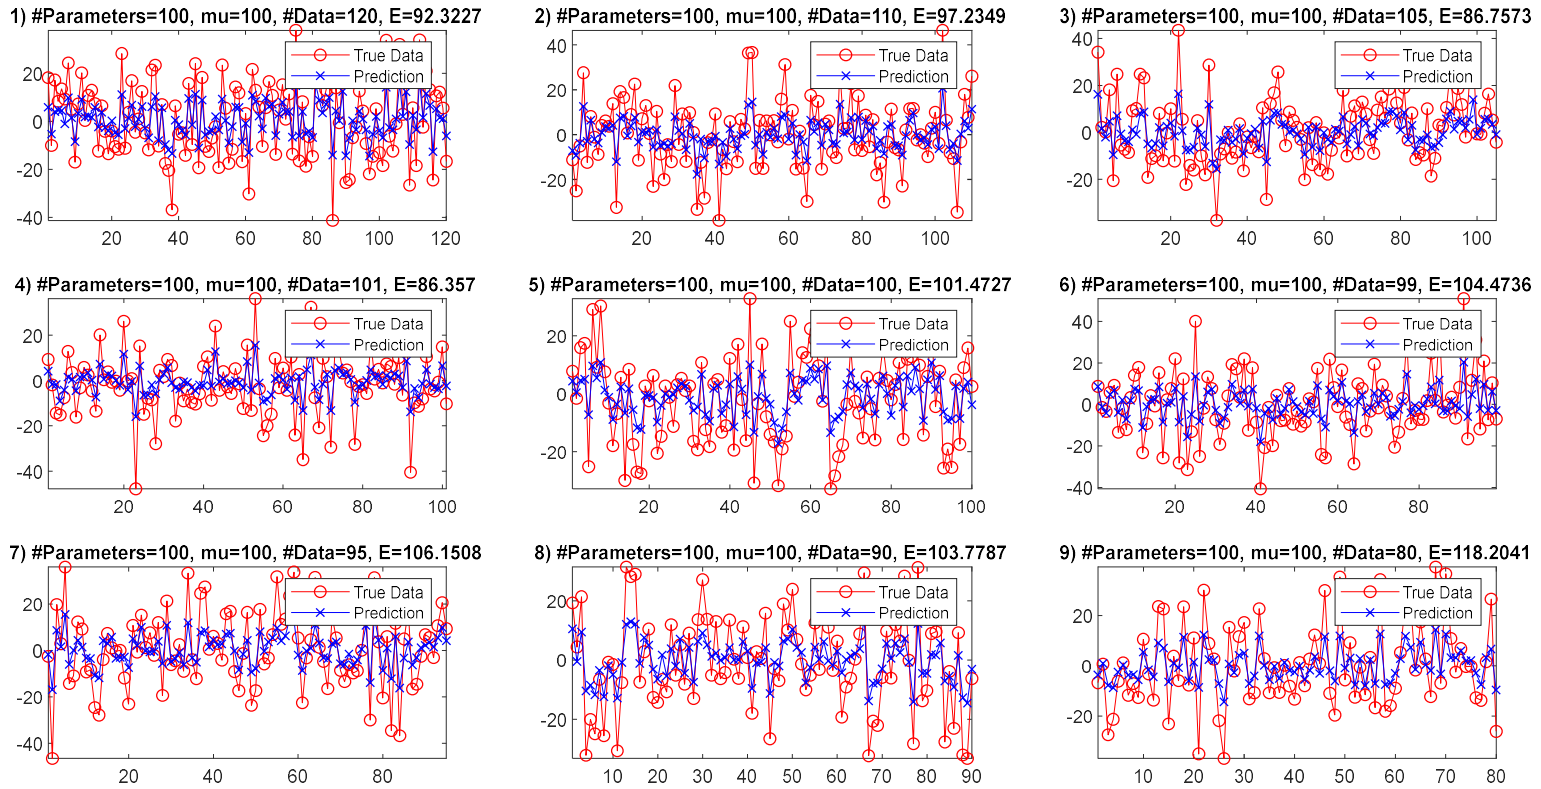 1) #Parameters=100, mu=100, #Data=120, E=92.3227
True Data
Prediction
20
0
-20
-40
20 40 60 80 100 120
2) #Parameters=100, mu=100, #Data=110, E=97.2349
True Data
Prediction
40
20
0
-20
20 40 60 80 100
3) #Parameters=100, mu=100, #Data=105, E=86.7573
True Data
Prediction
40
20
0
-20
20 40 60 80 100
4) #Parameters=100, mu=100, #Data=101, E=86.357
True Data
Prediction
20
0
-20
-40
20 40 60 80 100
5) #Parameters=100, mu=100, #Data=100, E=101.4727
True Data
Prediction
20
0
-20
20 40 60 80 100
6) #Parameters=100, mu=100, #Data=99, E=104.4736
True Data
Prediction
40
20
0
-20
-40
20 40 60 80
7) #Parameters=100, mu=100, #Data=95, E=106.1508
True Data
Prediction
20
0
-20
-40
20 40 60 80
8) #Parameters=100, mu=100, #Data=90, E=103.7787
True Data
Prediction
20
0
-20
10 20 30 40 50 60 70 80 90
9) #Parameters=100, mu=100, #Data=80, E=118.2041
True Data
Prediction
20
0
-20
10 20 30 40 50 60 70 80